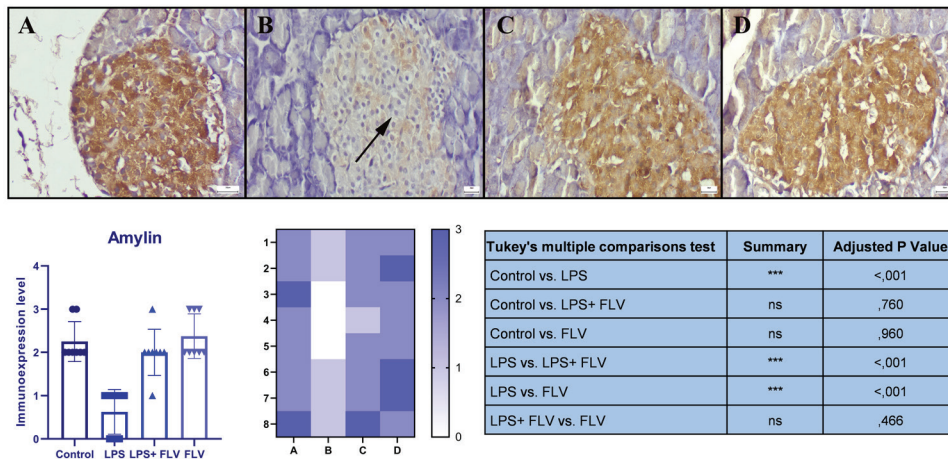 A B C D
Amylin
Immunoexpression level
4
3
2
1
0
Control LPS LPS+ FLV FLV
1
2
3
4
5
6
7
8
A B C D
3
2
1
0
Tukey's multiple comparisons test Summary Adjusted P Value
Control vs. LPS *** <,001
Control vs. LPS+ FLV ns ,760
Control vs. FLV ns ,960
LPS vs. LPS+ FLV *** <,001
LPS vs. FLV *** <,001
LPS+ FLV vs. FLV ns ,466